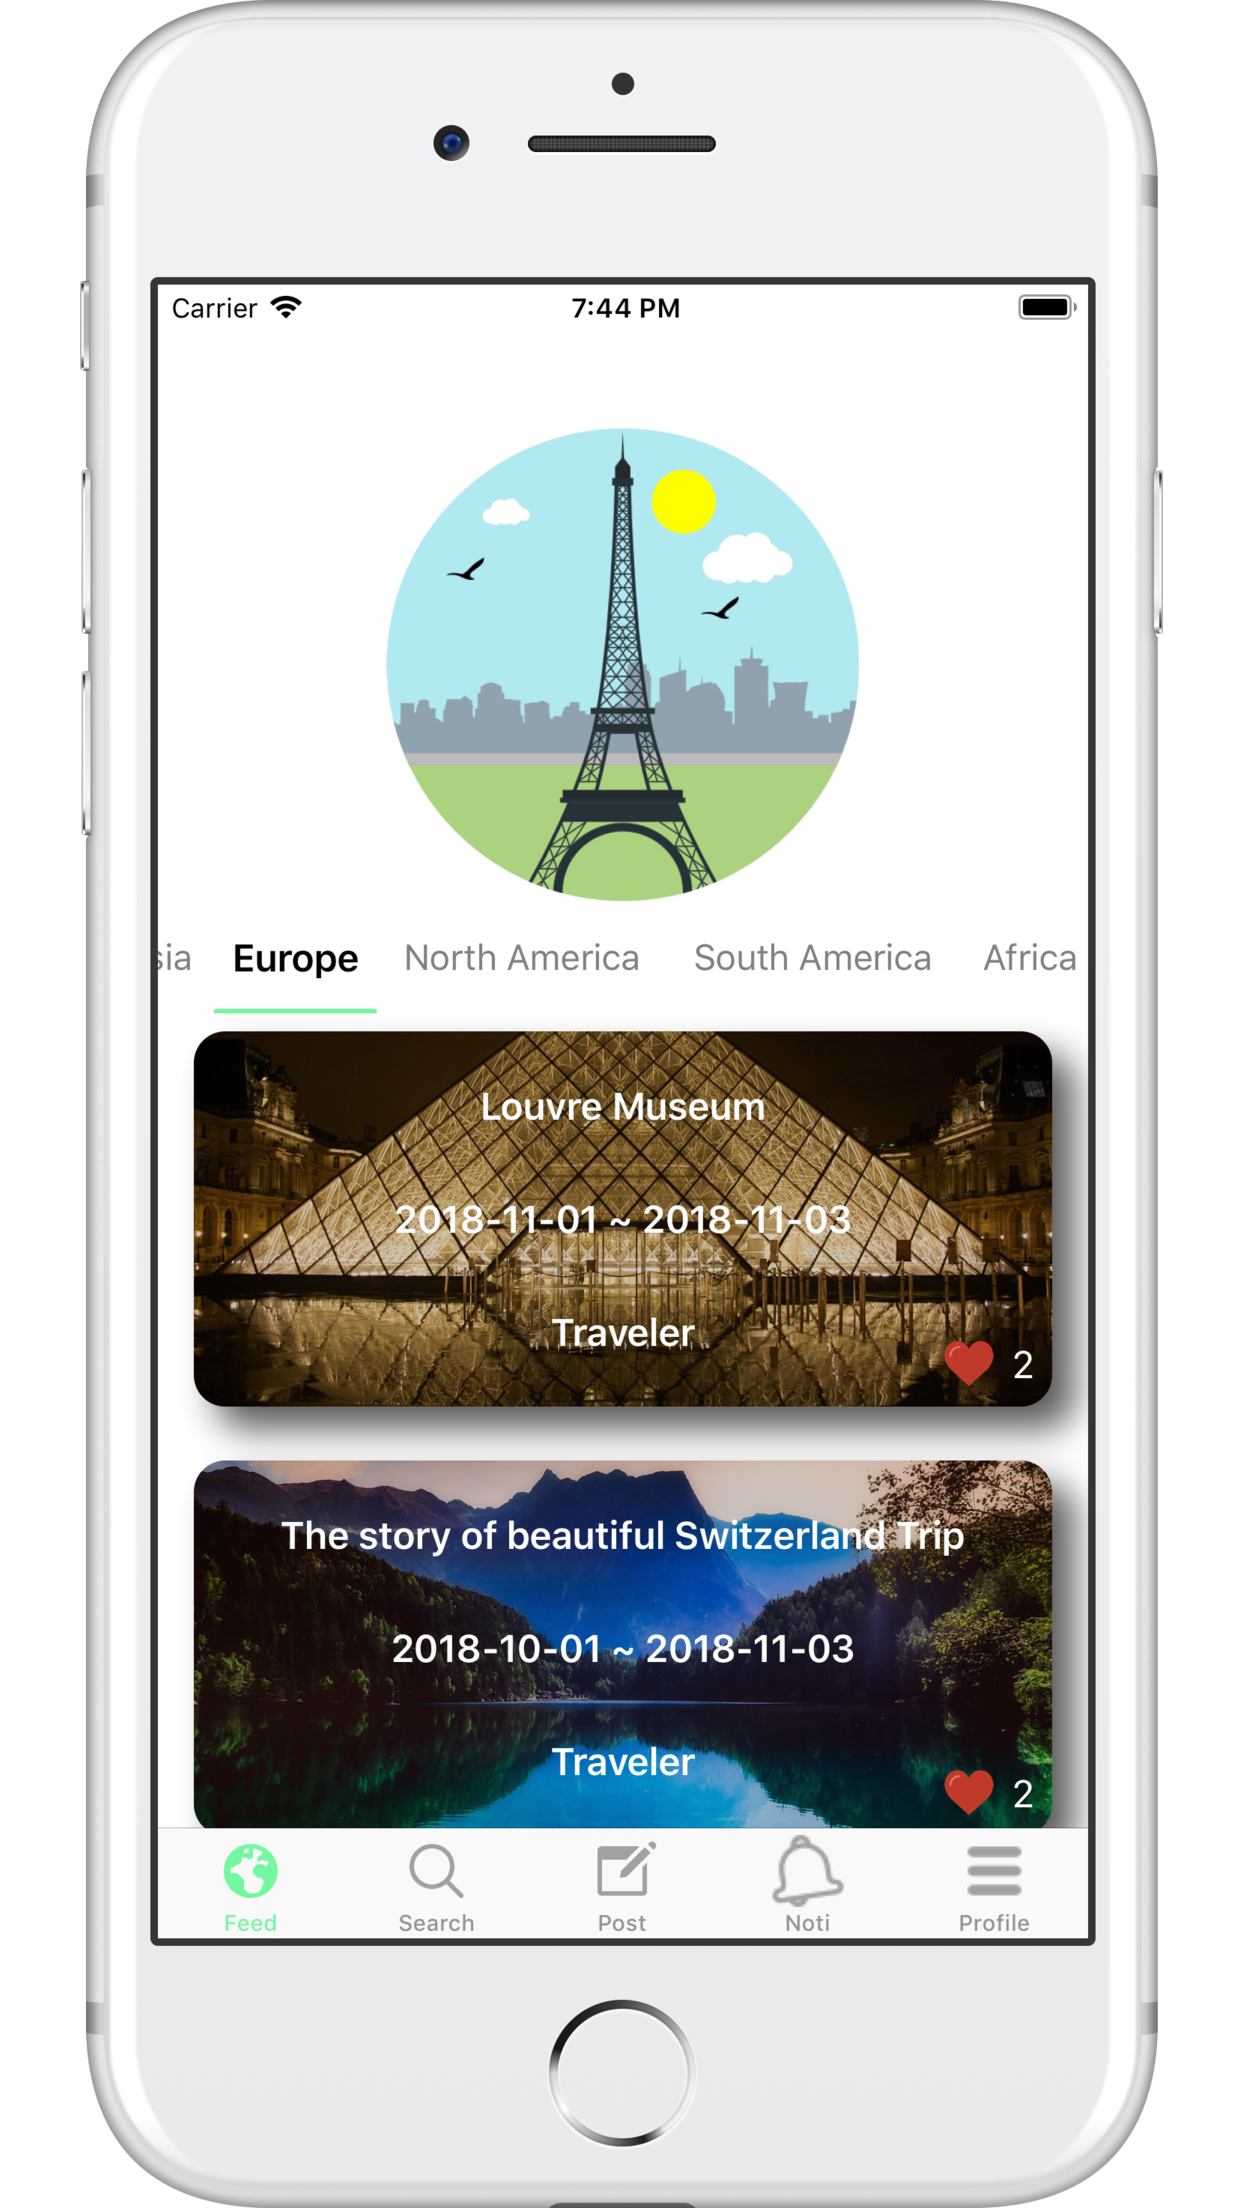 Carrier 7:44 PM
sia Europe North America South America Africa
Louvre Museum
2018-11-01 ~ 2018-11-03
Traveler
2
The story of beautiful Switzerland Trip
2018-10-01 ~ 2018-11-03
Traveler
2
Feed Search Post Noti Profile